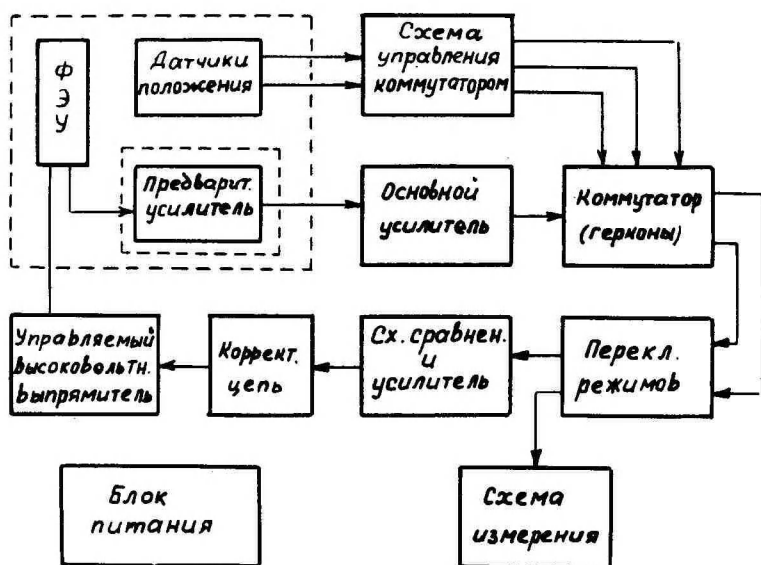 Ф
Э
У
Датчики
положения
Схема
управления
коммутатором
Предварит.
усилитель
Основной
усилитель
Коммутатор
(герконы)
Управляемый
высоковольтн.
выпрямитель
Коррект.
цепь
Сх. сравнен.
и
усилитель
Перекл.
режимов
Блок
питания
Схема
измерения